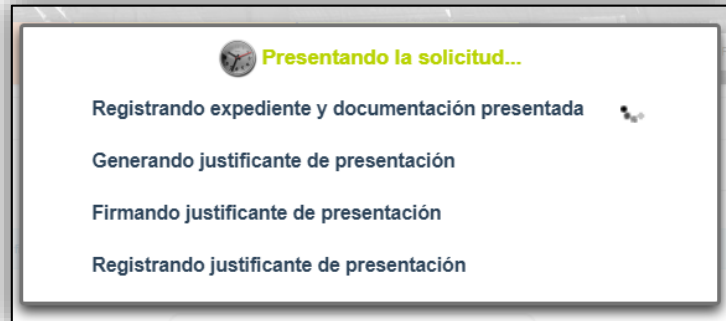 Presentando la solicitud...
Registrando expediente y documentación presentada
Generando justificante de presentación
Firmando justificante de presentación
Registrando justificante de presentación